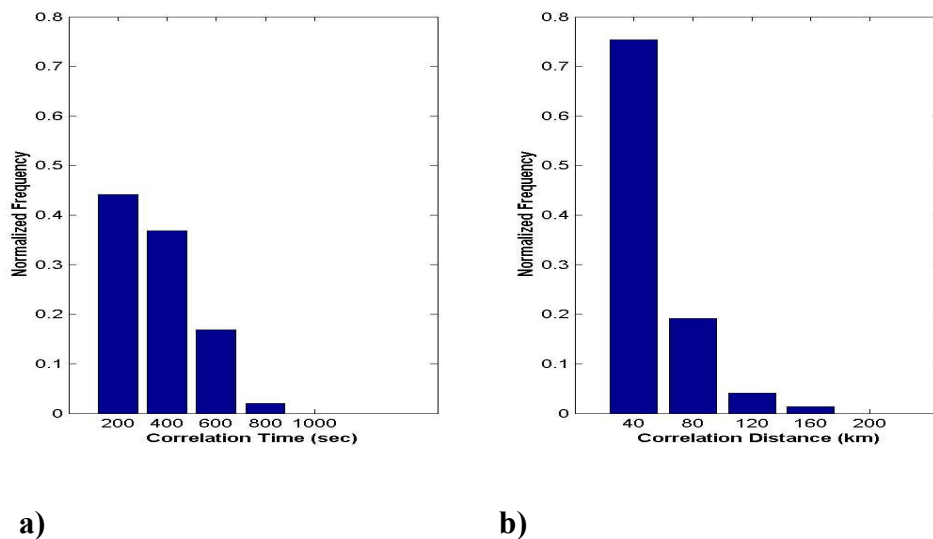 0.8
0.7
0.6
0.5
0.4
0.3
0.2
0.1
0
Normalized Frequency
200 400 600 800 1000
Correlation Time (sec)
a)
0.8
0.7
0.6
0.5
0.4
0.3
0.2
0.1
0
Normalized Frequency
40 80 120 160 200
Correlation Distance (km)
b)